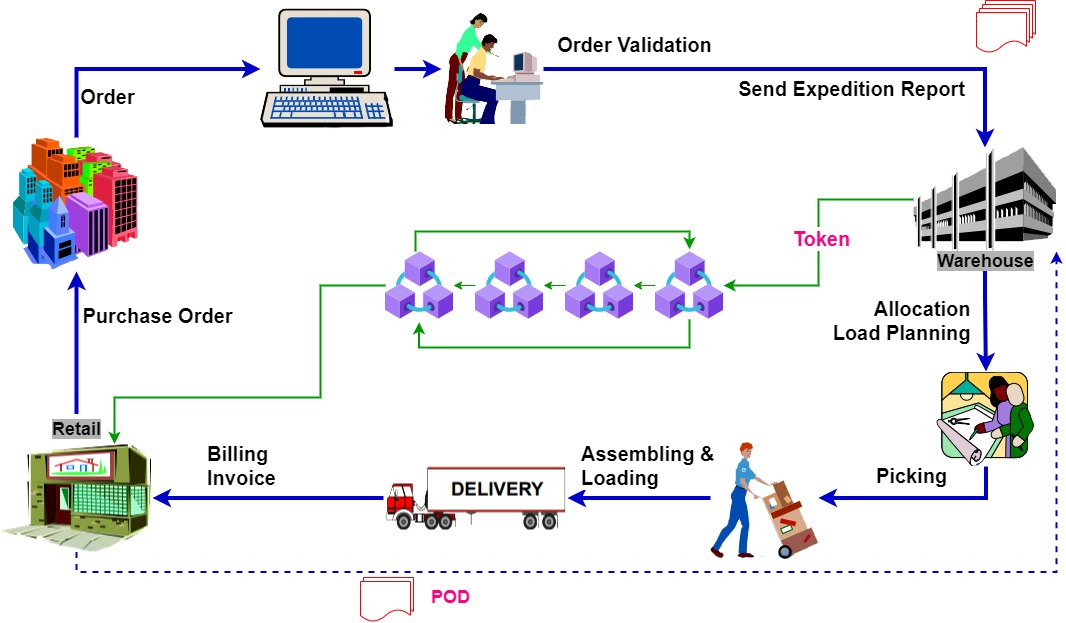 Order Validation
Send Expedition Report
Order
Token
Warehouse
Purchase Order
Allocation
Load Planning
Retail
Billing
Invoice
DELIVERY
Assembling &
Loading
Picking
POD